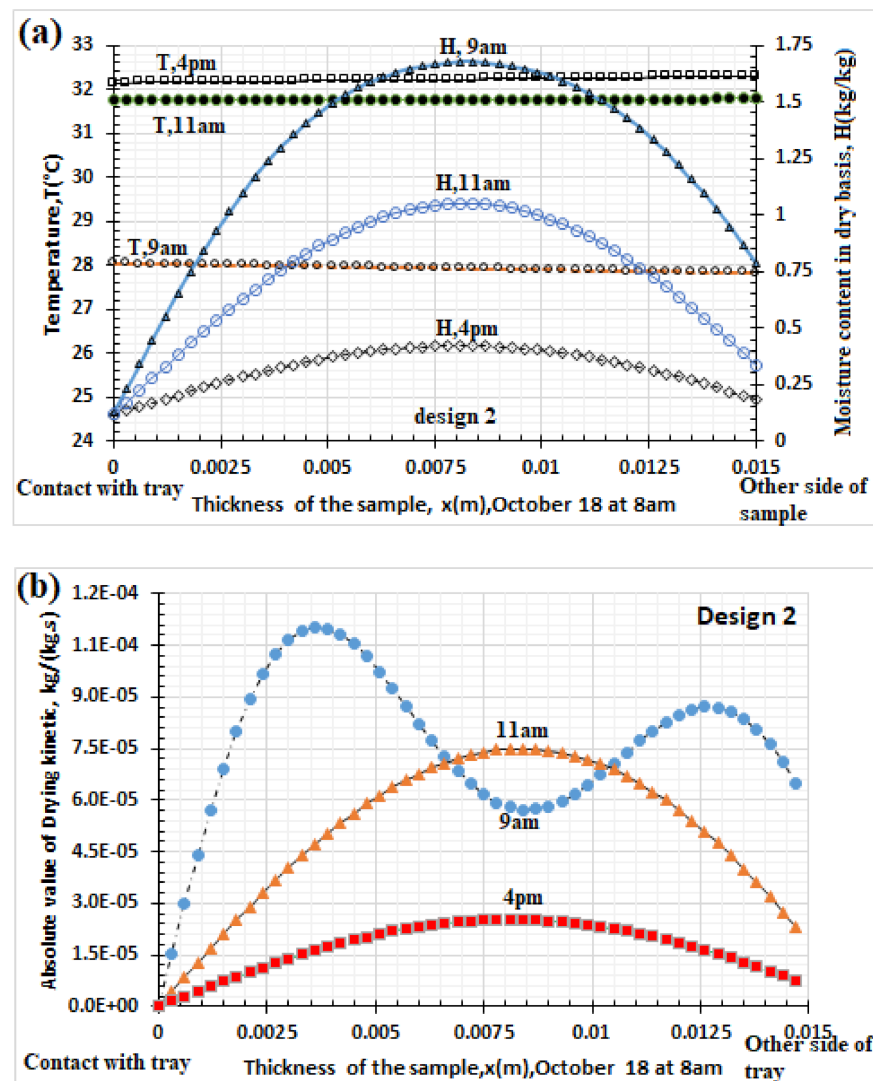 (a)
33
32
31
30
29
28
27
26
25
24
Temperature,T(°C)
T,4pm
H, 9am
T,11am
H,11am
T,9am
H,4pm
design 2
1.75
1.5
1.25
1
0.75
0.5
0.25
0
Moisture content in dry basis, H(kg/kg)
0 0.0025 0.005 0.0075 0.01 0.0125 0.015
Contact with tray
Thickness of the sample, x(m),October 18 at 8am
Other side of
sample
(b)
1.2E-04
1.1E-04
9.0E-05
7.5E-05
6.0E-05
4.5E-05
3.0E-05
1.5E-05
0.0E+00
Absolute value of Drying kinetic, kg/(kg.s)
Design 2
11am
9am
4pm
0 0.0025 0.005 0.0075 0.01 0.0125 0.015
Contact with tray
Thickness of the sample,x(m),October 18 at 8am
Other side of
tray